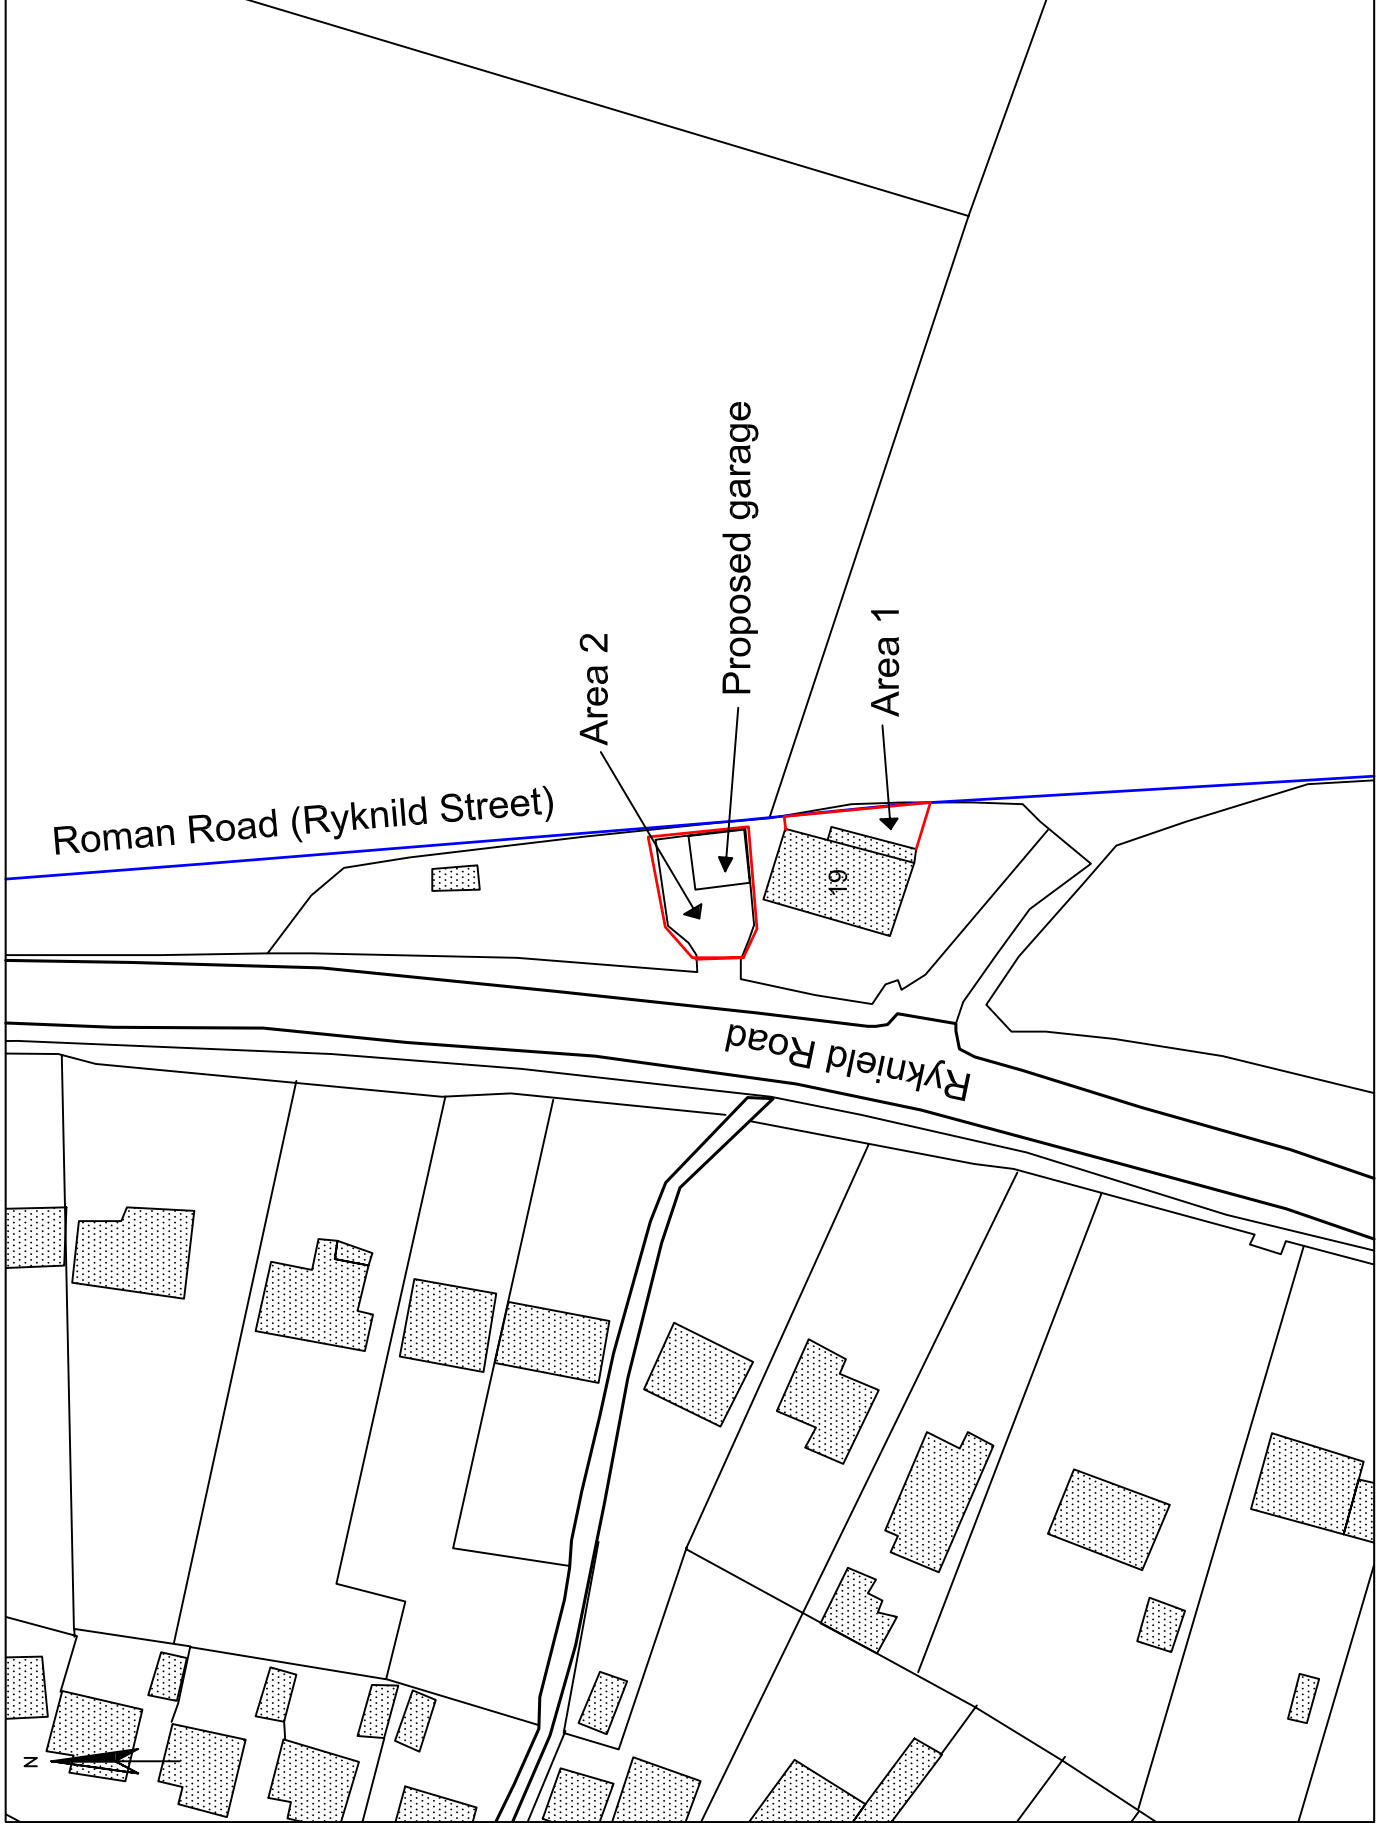 Roman Road (Ryknild Street)
Area 2
Proposed garage
Area 1
19
Ryknield Road
N